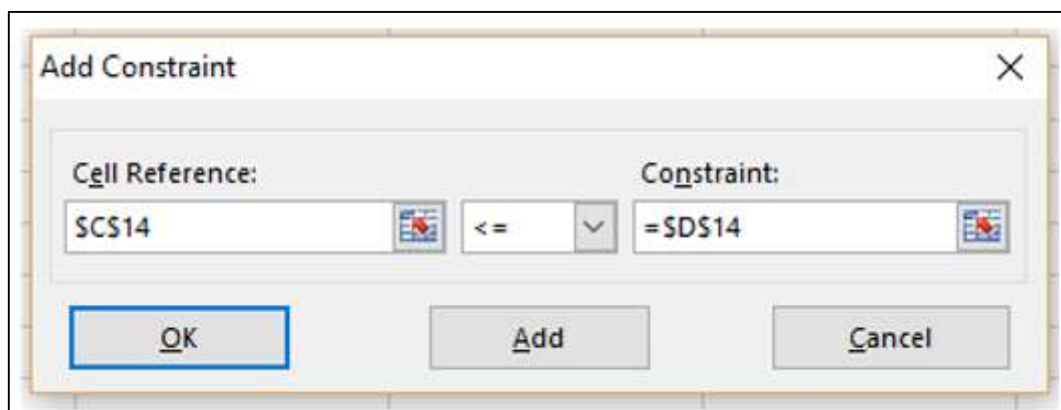 Add Constraint
Cell Reference:
Constraint:
$C$14
<=
=$D$14
OK
Add
Cancel